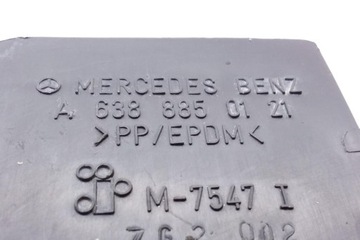 MERCEDES BENZ
A 638 885 01 21
>PP/EPDM<
M-7547 I